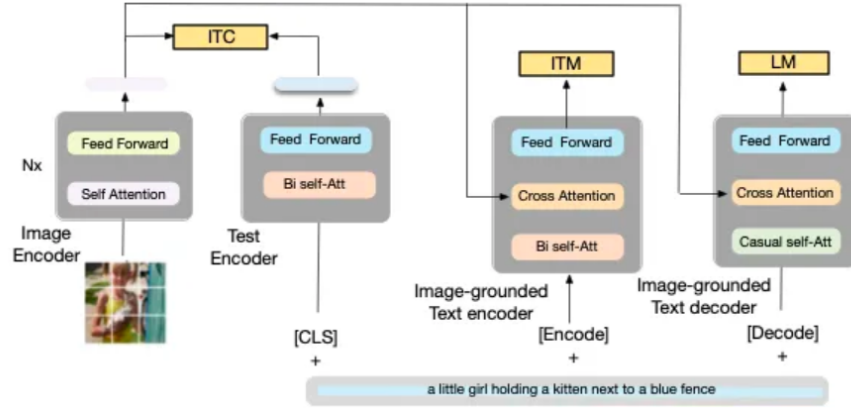 ITC
ITM
LM
Feed Forward
Self Attention
Nx
Image
Encoder
Feed Forward
Bi self-Att
Test
Encoder
Feed Forward
Cross Attention
Bi self-Att
Image-grounded
Text encoder
Feed Forward
Cross Attention
Casual self-Att
Image-grounded
Text decoder
[CLS]
+
[Encode]
+
[Decode]
+
a little girl holding a kitten next to a blue fence